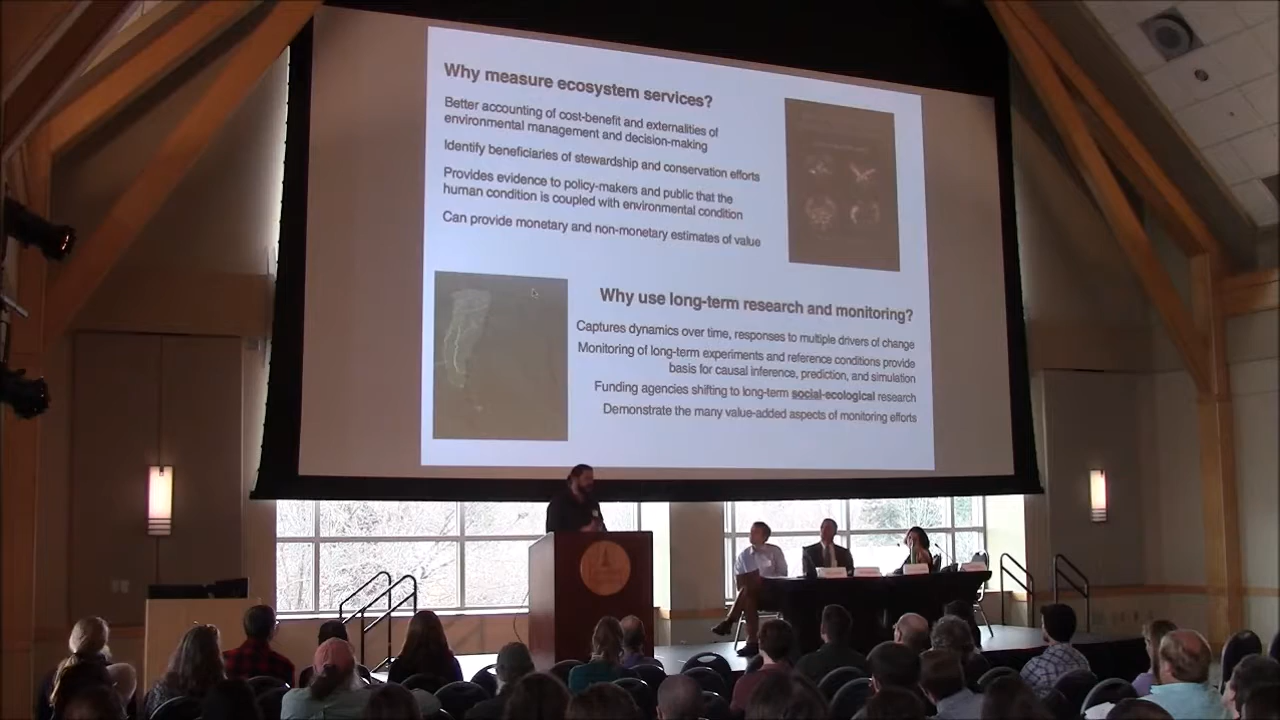 Why measure ecosystem services?
Better accounting of cost-benefit and externalities of
environmental management and decision-making
Identify beneficiaries of stewardship and conservation efforts
Provides evidence to policy-makers and public that the
human condition is coupled with environmental condition
Can provide monetary and non-monetary estimates of value
Why use long-term research and monitoring?
Captures dynamics over time, responses to multiple drivers of change
Monitoring of long-term experiments and reference conditions provide
basis for causal inference, prediction, and simulation
Funding agencies shifting to long-term social-ecological research
Demonstrate the many value-added aspects of monitoring efforts